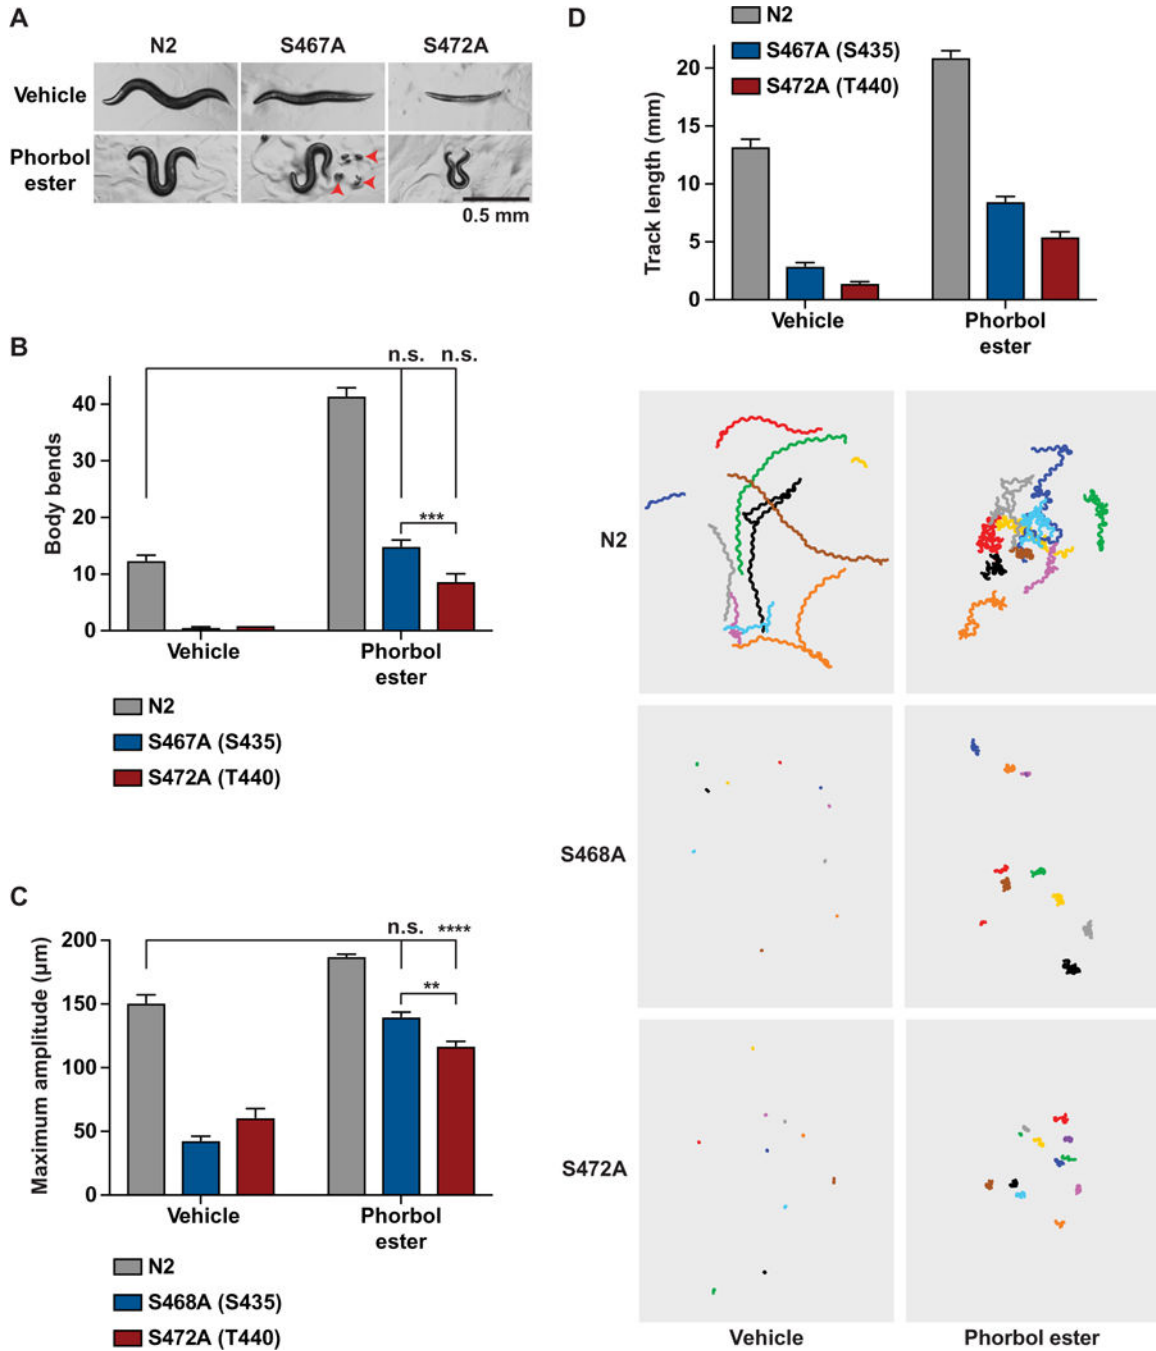 A
N2
S467A
S472A
Vehicle
Phorbol
ester
0.5 mm
B
n.s.
n.s.
Body bends
40
30
20
10
0
***
Vehicle
Phorbol
ester
N2
S467A (S435)
S472A (T440)
C
n.s.
****
**
Maximum amplitude (µm)
200
150
100
50
0
Vehicle
Phorbol
ester
N2
S468A (S435)
S472A (T440)
D
N2
S467A (S435)
S472A (T440)
Track length (mm)
20
15
10
5
0
Vehicle
Phorbol
ester
N2
S468A
S472A
Vehicle
Phorbol ester